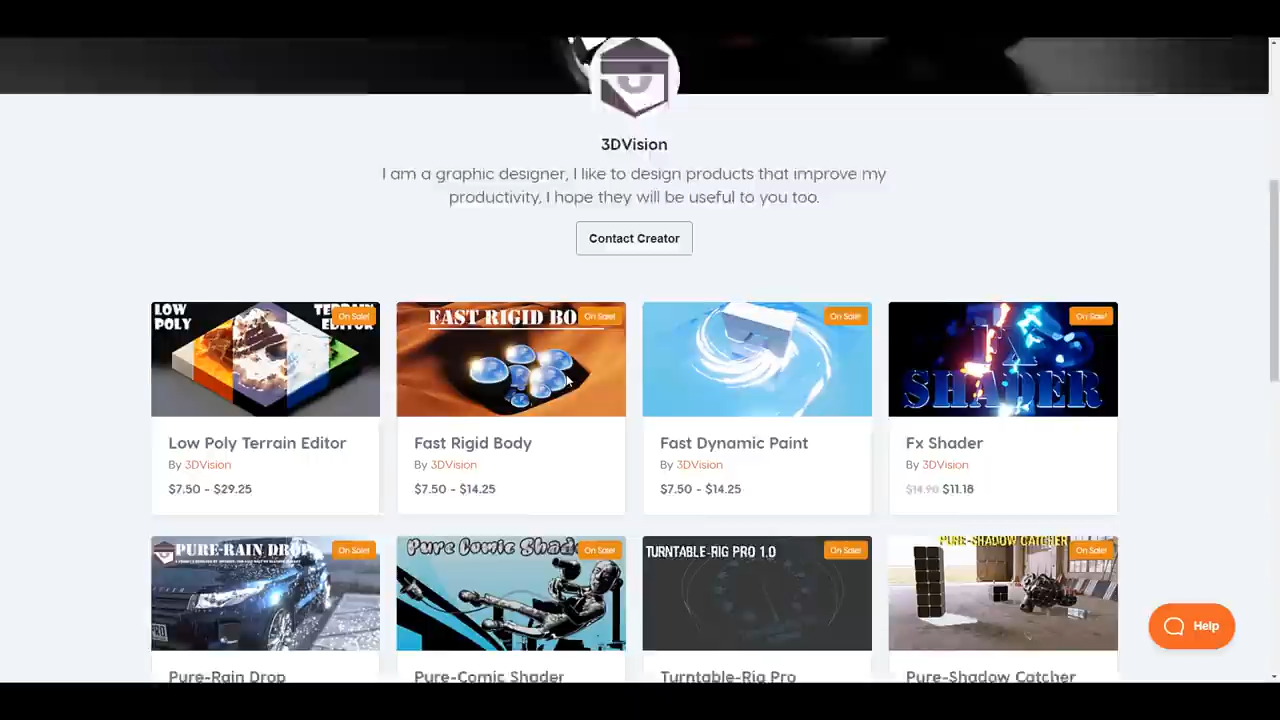 3DVision
I am a graphic designer, I like to design products that improve my
productivity, I hope they will be useful to you too.
Contact Creator
LOW
POLY
TERRAIN
EDITOR
On Sale!
FAST RIGID BO
On Sale!
On Sale!
FX
SHADER
On Sale!
Low Poly Terrain Editor
By 3DVision
$7.50 - $29.25
Fast Rigid Body
By 3DVision
$7.50 - $14.25
Fast Dynamic Paint
By 3DVision
$7.50 - $14.25
Fx Shader
By 3DVision
$14.90 $11.18
PURE-RAIN DROP
On Sale!
Pure Comic Shad
On Sale!
TURNTABLE-RIG PRO 1.0
On Sale!
PURE-SHADOW CATCHER
On Sale!
Pure-Rain Drop
Pure-Comic Shader
Turntable-Rig Pro
Pure-Shadow Catcher
Help